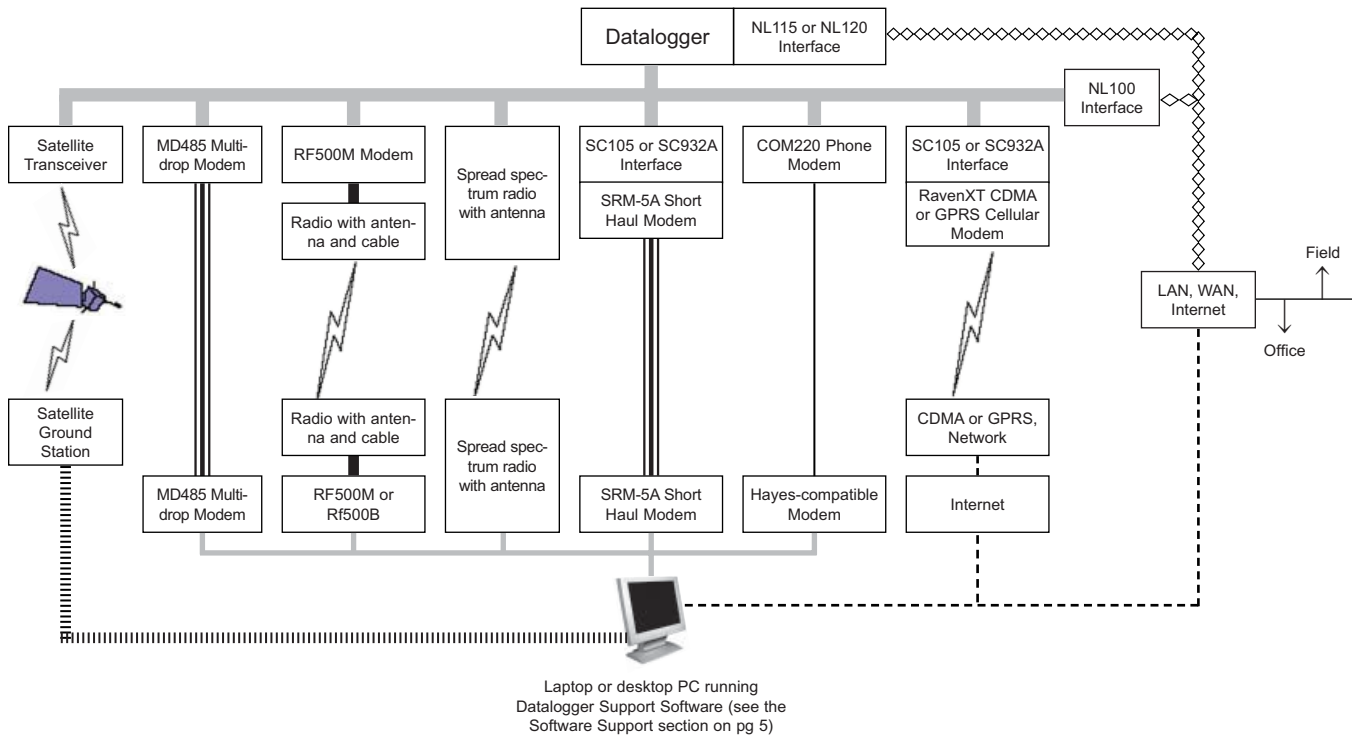 Datalogger
NL115 or NL120
Interface
NL100
Interface
Satellite
Transceiver
MD485 Multi-
drop Modem
RF500M Modem
Radio with anten-
na and cable
Spread spec-
trum radio
with antenna
SC105 or SC932A
Interface
SRM-5A Short
Haul Modem
COM220 Phone
Modem
SC105 or SC932A
Interface
RavenXT CDMA
or GPRS Cellular
Modem
Field
LAN, WAN,
Internet
Office
Satellite
Ground
Station
MD485 Multi-
drop Modem
Radio with anten-
na and cable
RF500M or
Rf500B
Spread spec-
trum radio
with antenna
SRM-5A Short
Haul Modem
Hayes-compatible
Modem
CDMA or GPRS,
Network
Internet
Laptop or desktop PC running
Datalogger Support Software (see the
Software Support section on pg 5)